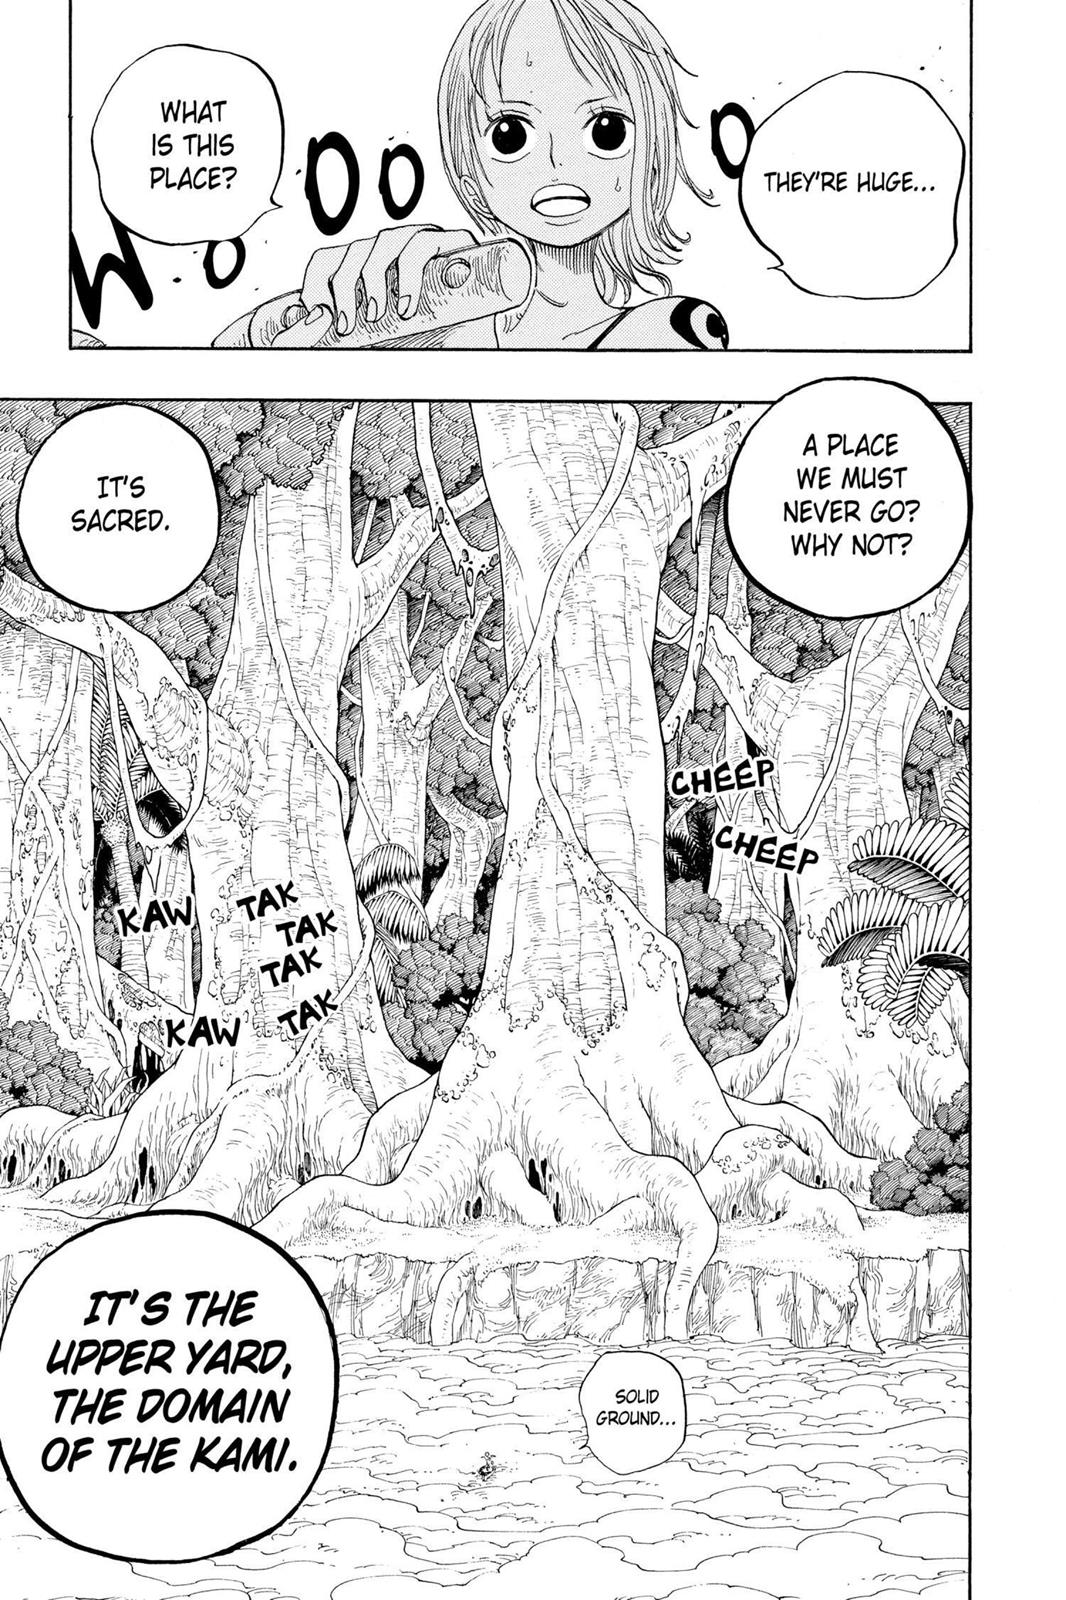 THEY'RE HUGE...
WHAT
IS THIS
PLACE?
WOOOOO
A PLACE
WE MUST
NEVER GO?
WHY NOT?
IT'S
SACRED.
CHEEP
CHEEP
TAK
TAK
TAK
TAK
KAW
KAW
SOLID
GROUND...
IT'S THE
UPPER YARD,
THE DOMAIN
OF THE KAMI.